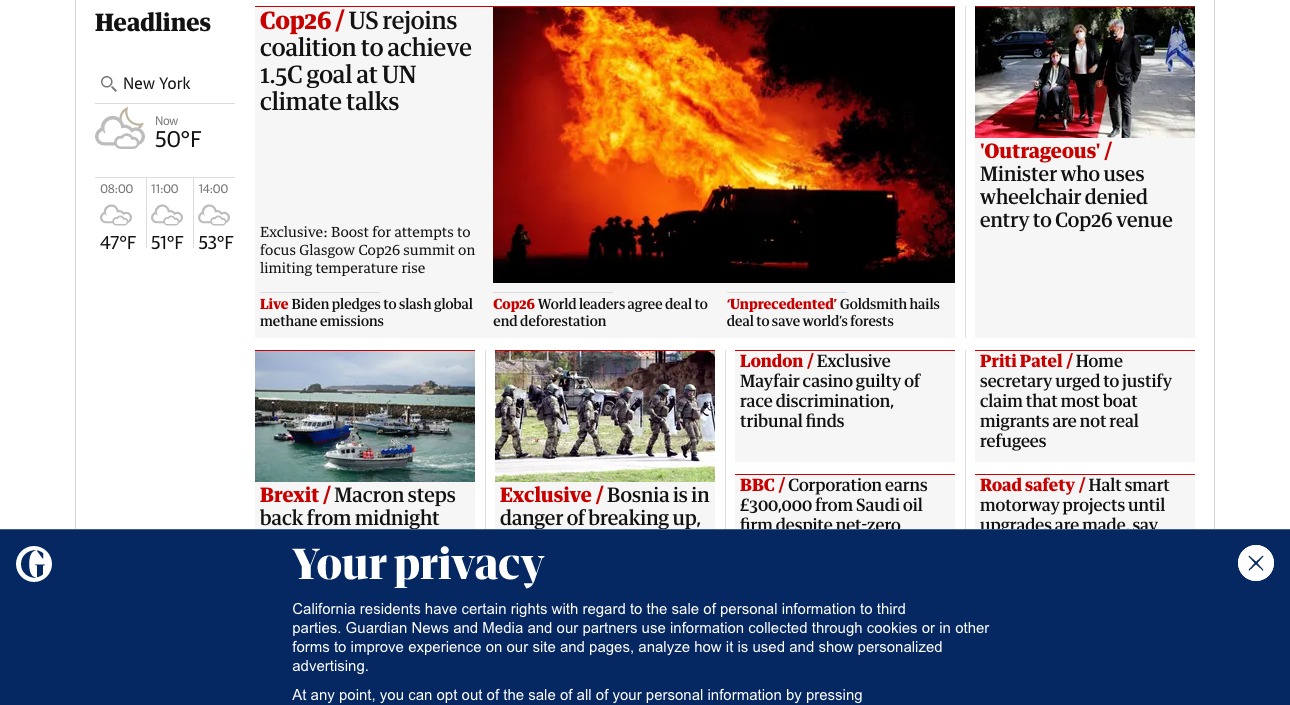 Headlines
New York
Now
50°F
08:00
11:00
14:00
47°F
51°F
53°F
Cop26 / US rejoins
coalition to achieve
1.5C goal at UN
climate talks
Exclusive: Boost for attempts to
focus Glasgow Cop26 summit on
limiting temperature rise
Live Biden pledges to slash global
methane emissions
Cop26 World leaders agree deal to
end deforestation
‘Unprecedented’ Goldsmith hails
deal to save world’s forests
'Outrageous' /
Minister who uses
wheelchair denied
entry to Cop26 venue
Brexit / Macron steps
back from midnight
Exclusive / Bosnia is in
danger of breaking up,
London / Exclusive
Mayfair casino guilty of
race discrimination,
tribunal finds
BBC / Corporation earns
£300,000 from Saudi oil
firm despite net-zero
Priti Patel / Home
secretary urged to justify
claim that most boat
migrants are not real
refugees
Road safety / Halt smart
motorway projects until
upgrades are made, say
Your privacy
California residents have certain rights with regard to the sale of personal information to third
parties. Guardian News and Media and our partners use information collected through cookies or in other
forms to improve experience on our site and pages, analyze how it is used and show personalized
advertising.
At any point, you can opt out of the sale of all of your personal information by pressing